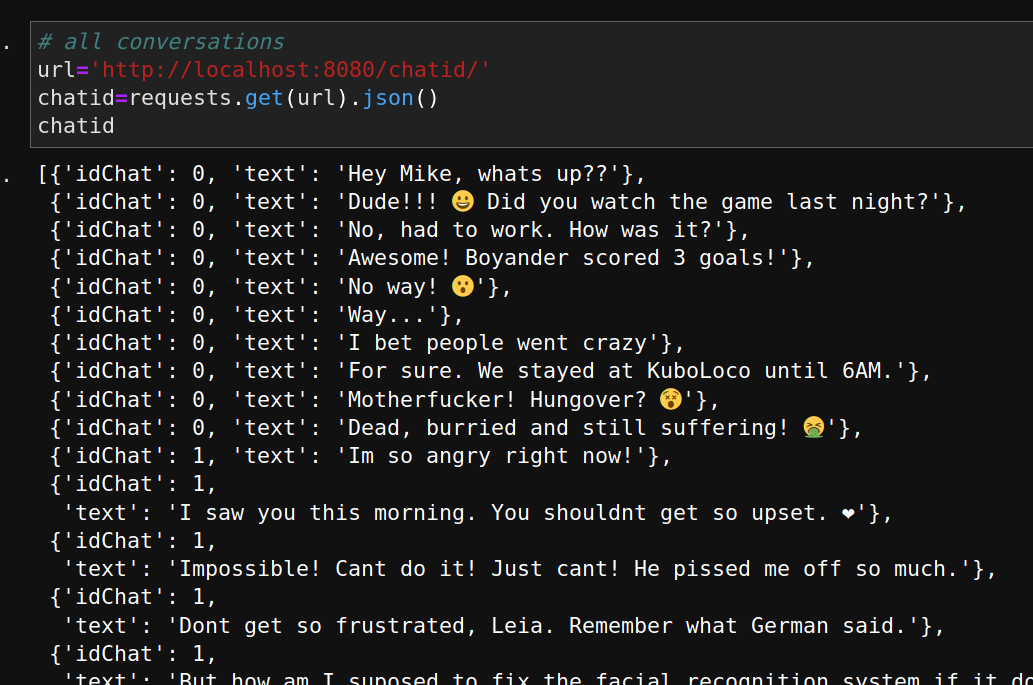 # all conversations
url='http://localhost:8080/chatid/'
chatid=requests.get(url).json()
chatid
[{'idChat': 0, 'text': 'Hey Mike, whats up??'},
{'idChat': 0, 'text': 'Dude!!! 😀 Did you watch the game last night?'},
{'idChat': 0, 'text': 'No, had to work. How was it?'},
{'idChat': 0, 'text': 'Awesome! Boyander scored 3 goals!'},
{'idChat': 0, 'text': 'No way! 😮'},
{'idChat': 0, 'text': 'Way...'},
{'idChat': 0, 'text': 'I bet people went crazy'},
{'idChat': 0, 'text': 'For sure. We stayed at KuboLoco until 6AM.'},
{'idChat': 0, 'text': 'Motherfucker! Hungover? 😵'},
{'idChat': 0, 'text': 'Dead, burried and still suffering! 🤮'},
{'idChat': 1, 'text': 'Im so angry right now!'},
{'idChat': 1,
'text': 'I saw you this morning. You shouldnt get so upset. ❤'},
{'idChat': 1,
'text': 'Impossible! Cant do it! Just cant! He pissed me off so much.'},
{'idChat': 1,
'text': 'Dont get so frustrated, Leia. Remember what German said.'},
{'idChat': 1,
'text': 'But how am I suposed to fix the facial recognition system if it do